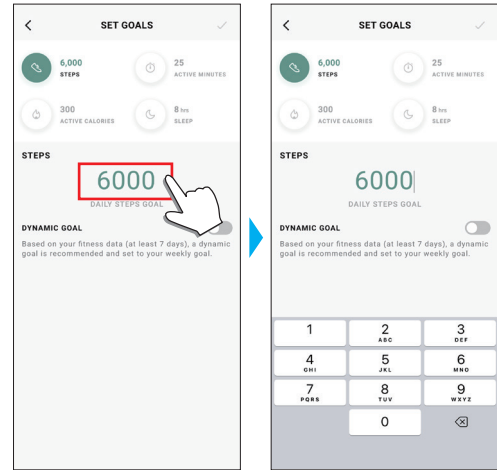 SET GOALS
6,000
STEPS
25
ACTIVE MINUTES
300
ACTIVE CALORIES
8 hrs
SLEEP
STEPS
6000
DAILY STEPS GOAL
DYNAMIC GOAL
Based on your fitness data (at least 7 days), a dynamic
goal is recommended and set to your weekly goal.
SET GOALS
6,000
STEPS
25
ACTIVE MINUTES
300
ACTIVE CALORIES
8 hrs
SLEEP
STEPS
6000
DAILY STEPS GOAL
DYNAMIC GOAL
Based on your fitness data (at least 7 days), a dynamic
goal is recommended and set to your weekly goal.
1 2 3
ABC DEF
4 5 6
GHI JKL MNO
7 8 9
PQRS TUV WXYZ
0